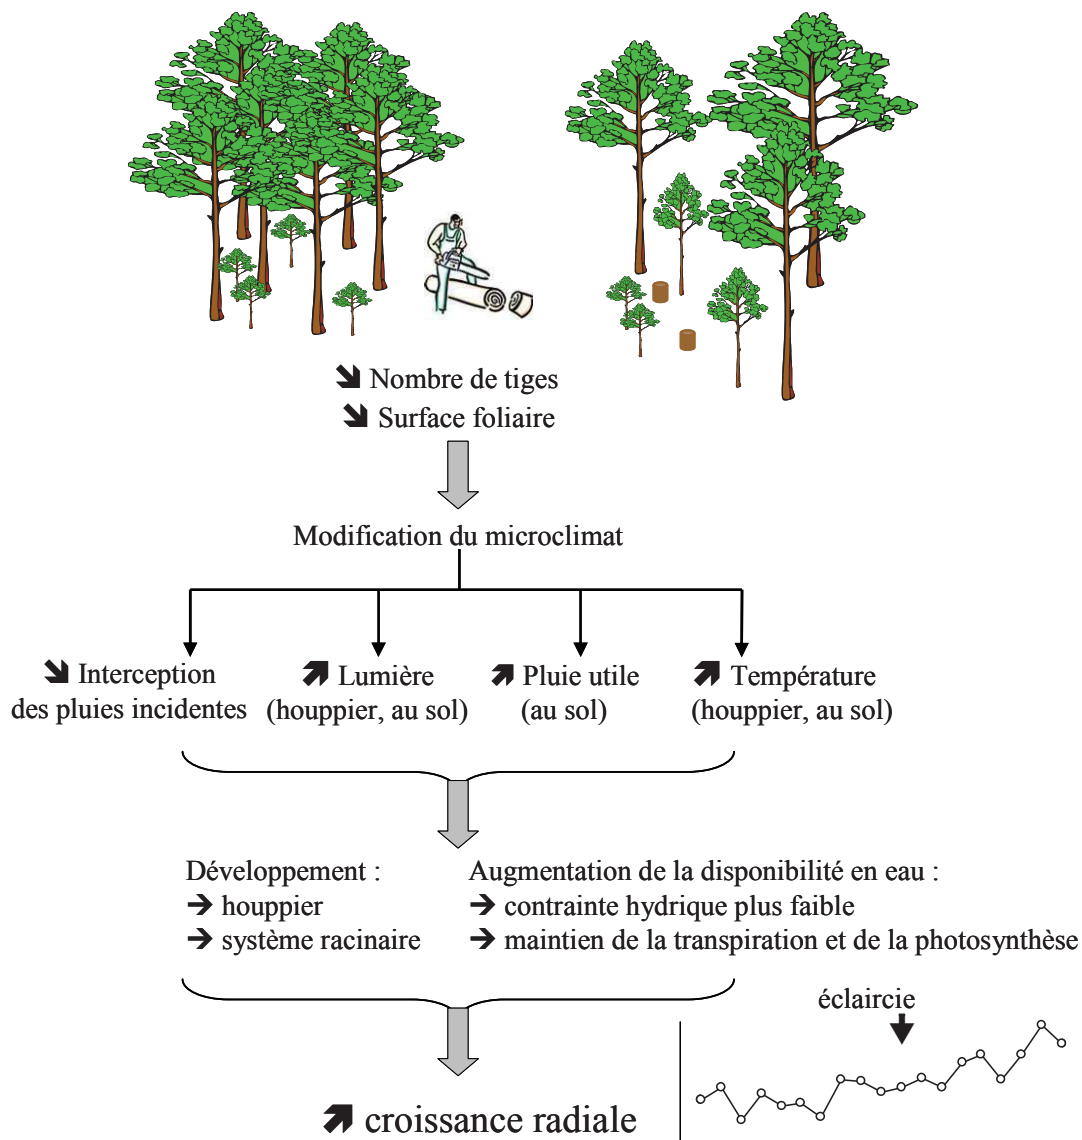 ↘ Nombre de tiges
↘ Surface foliaire
Modification du microclimat
↘ Interception
des pluies incidentes
↗ Lumière
(houppier, au sol)
↗ Pluie utile
(au sol)
↗ Température
(houppier, au sol)
Développement :
→ houppier
→ système racinaire
Augmentation de la disponibilité en eau :
→ contrainte hydrique plus faible
→ maintien de la transpiration et de la photosynthèse
éclaircie
↗ croissance radiale